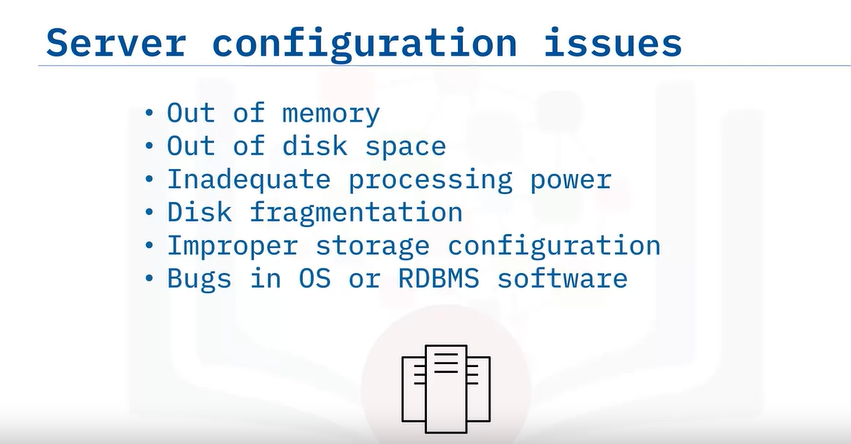 Server configuration issues
• Out of memory
• Out of disk space
• Inadequate processing power
• Disk fragmentation
• Improper storage configuration
• Bugs in OS or RDBMS software